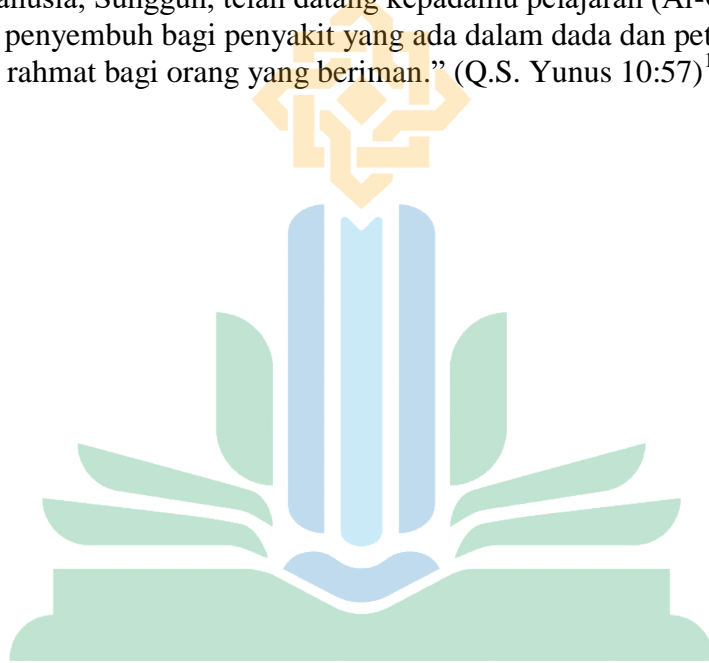 Sungguh, telah datang kepadamu pelajaran
penyembuh bagi penyakit yang ada dalam dada dan
rahmat bagi orang yang beriman.” (Q.S. Yunus 10:57)1